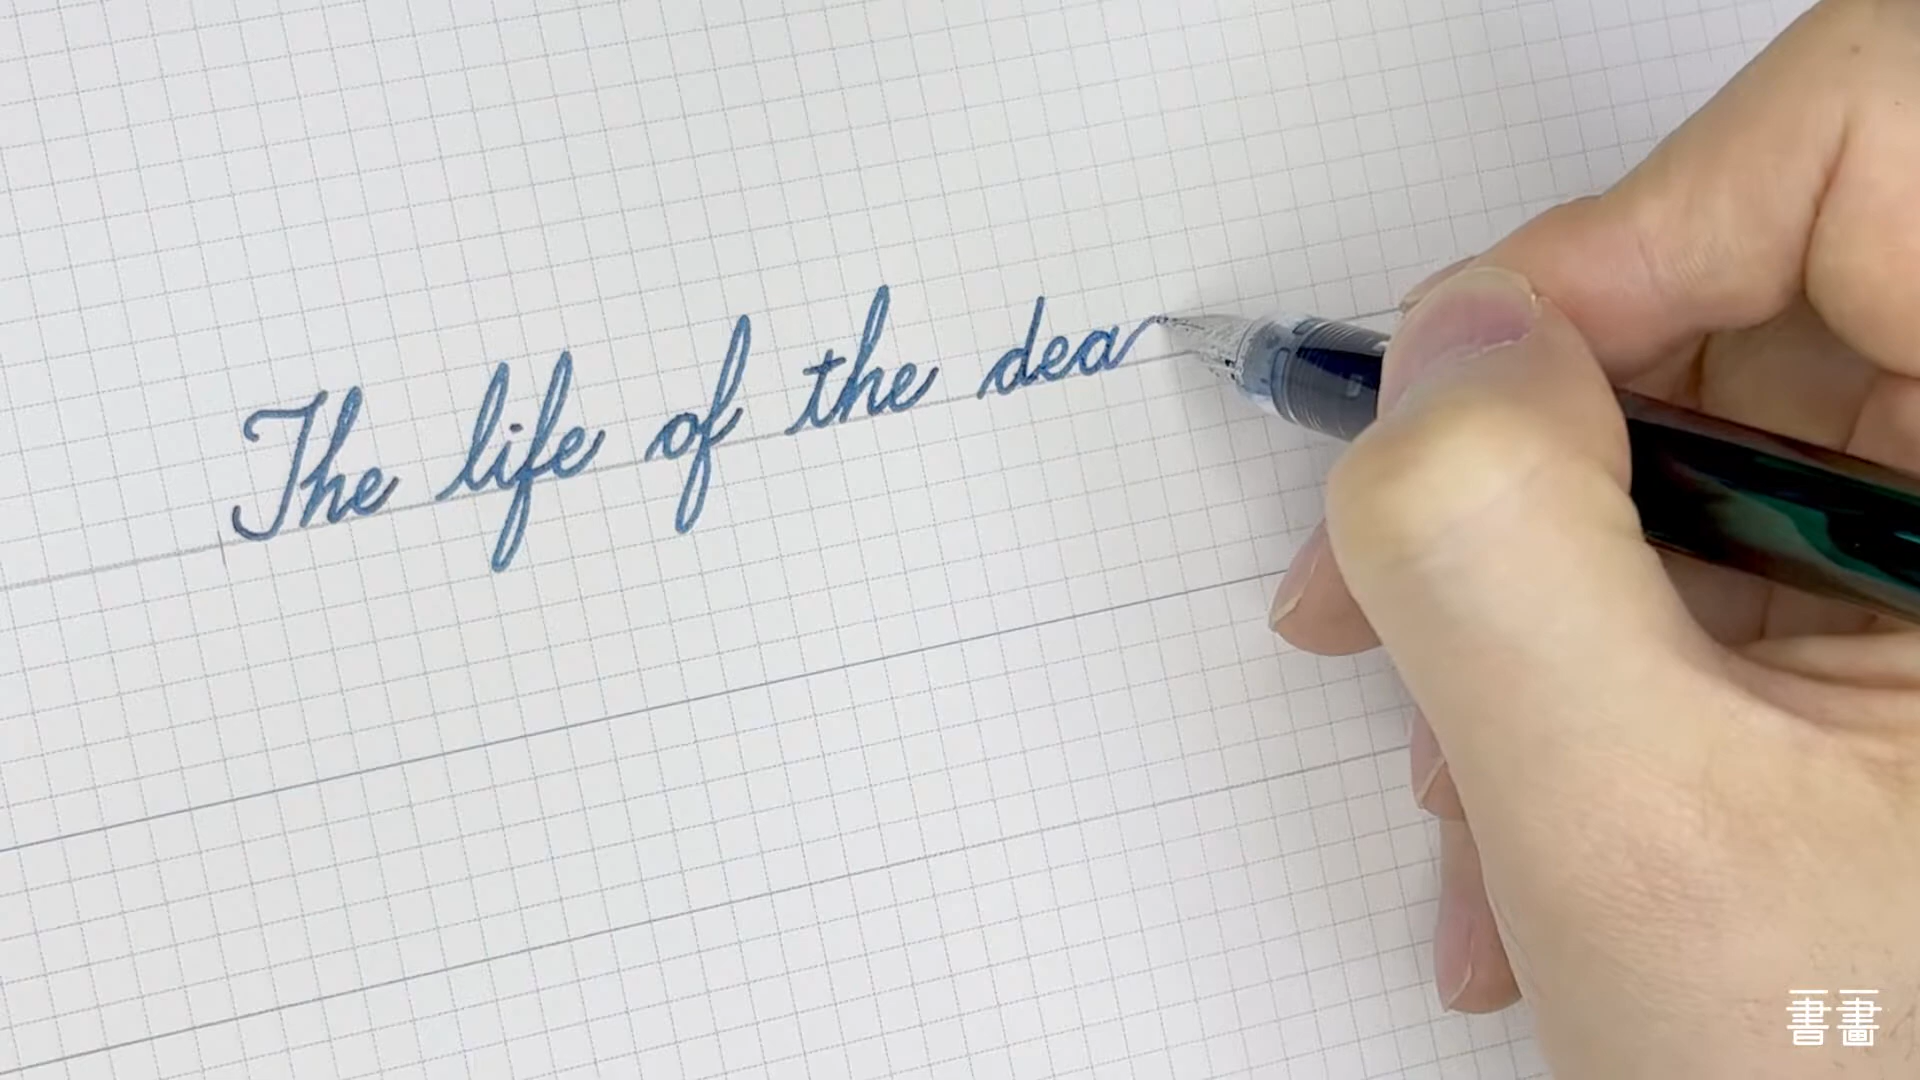 The life of the dea
書畫